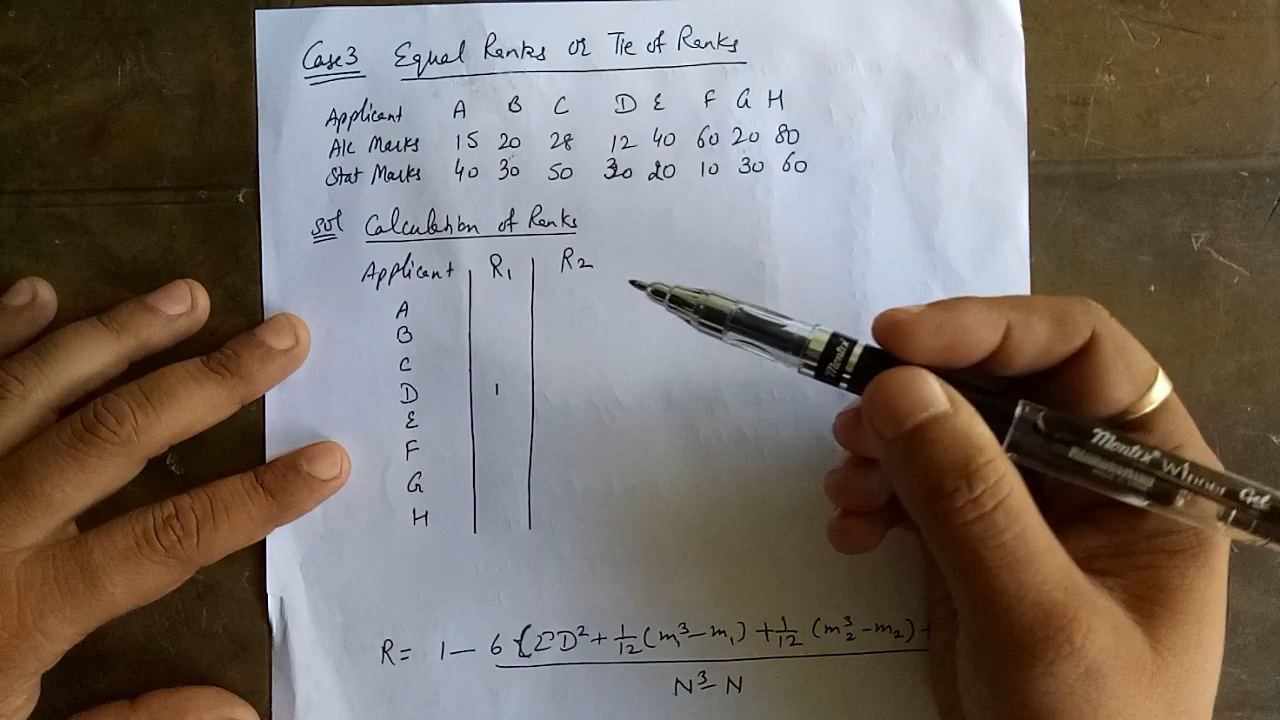 Case3 Equal Ranks or Tie of Ranks
Applicant A B C D E F G H
A/c Marks 15 20 28 12 40 60 20 80
Stat Marks 40 30 50 30 20 10 30 60
Sol Calculation of Ranks
Applicant R₁ R₂
A
B
C
D 1
E
F
G
H
R = 1 — 6 {ΣD² + 1/12 (m₁³ – m₁) + 1/12 (m₂³ – m₂) +
N³ – N
Montex
Montex Winner Gel